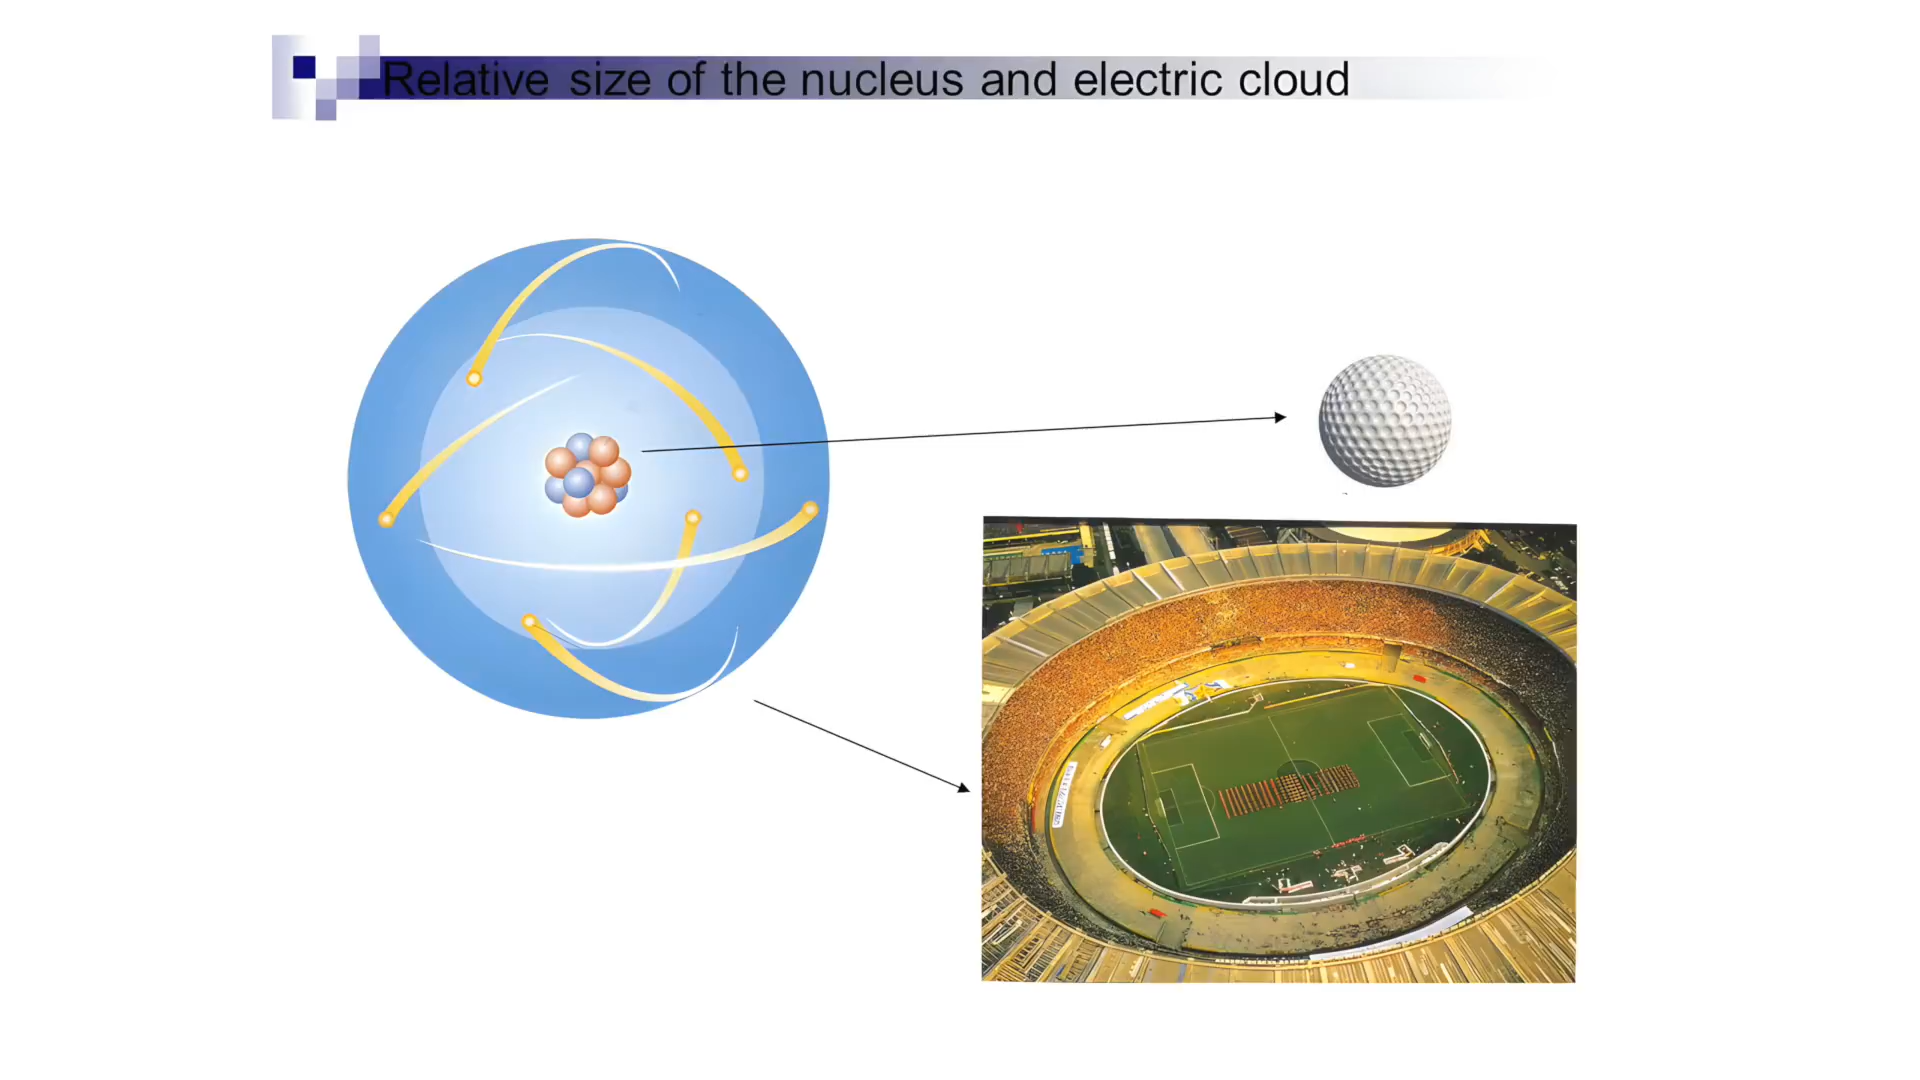 Relative size of the nucleus and electric cloud